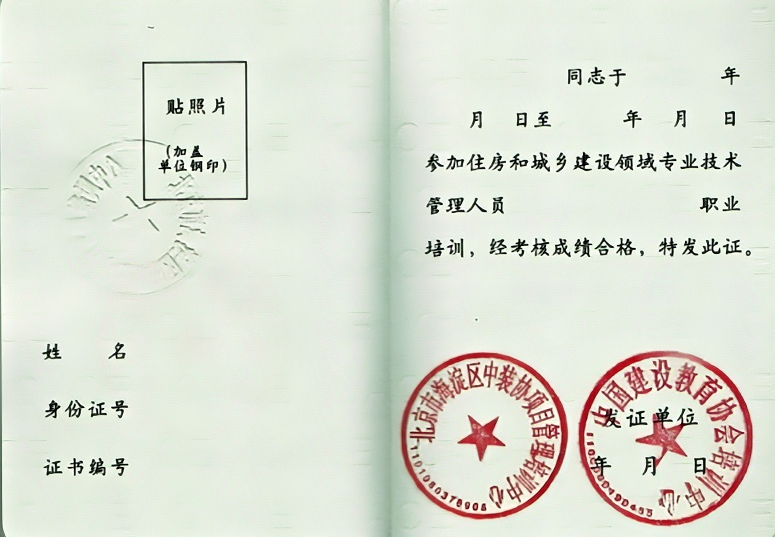 贴照片
(加盖
单位钢印)
姓 名
身份证号
证书编号
同志于 年
月 日至 年 月 日
参加住房和城乡建设领域专业技术
管理人员 职业
培训，经考核成绩合格，特发此证。
北京市海淀区中装协项目管理培训中心
1101080378908
中国建设教育协会培训中心
发证单位
年 月 日